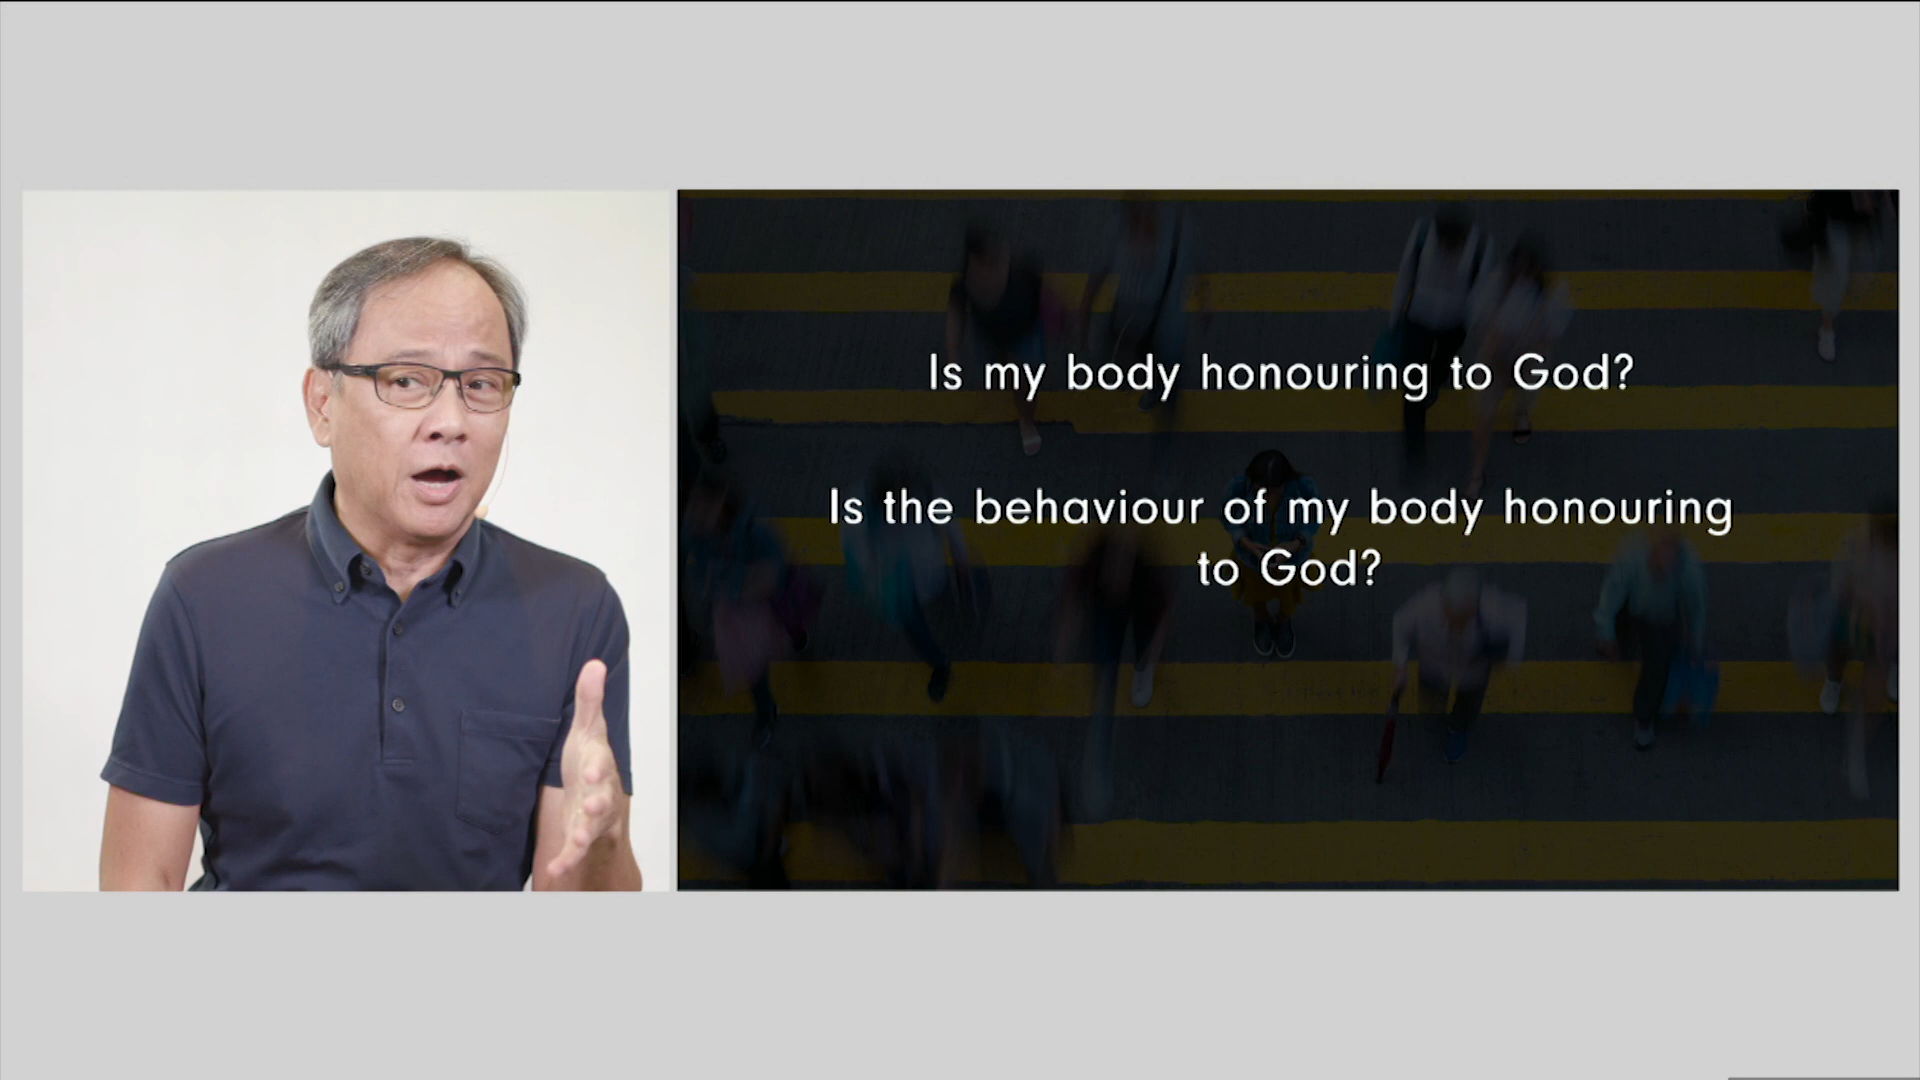 Is my body honouring to God?
Is the behaviour of my body honouring
to God?